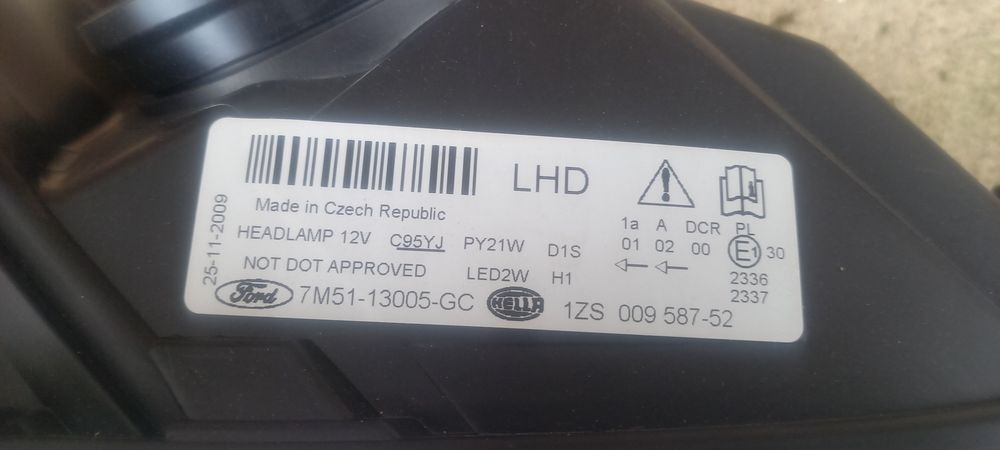 LHD
25-11-2009
Made in Czech Republic
1a A DCR PL
HEADLAMP 12V C95YJ PY21W D1S 01 02 00 E1 30
NOT DOT APPROVED LED2W H1 2336
2337
Ford 7M51-13005-GC HELLA 1ZS 009 587-52